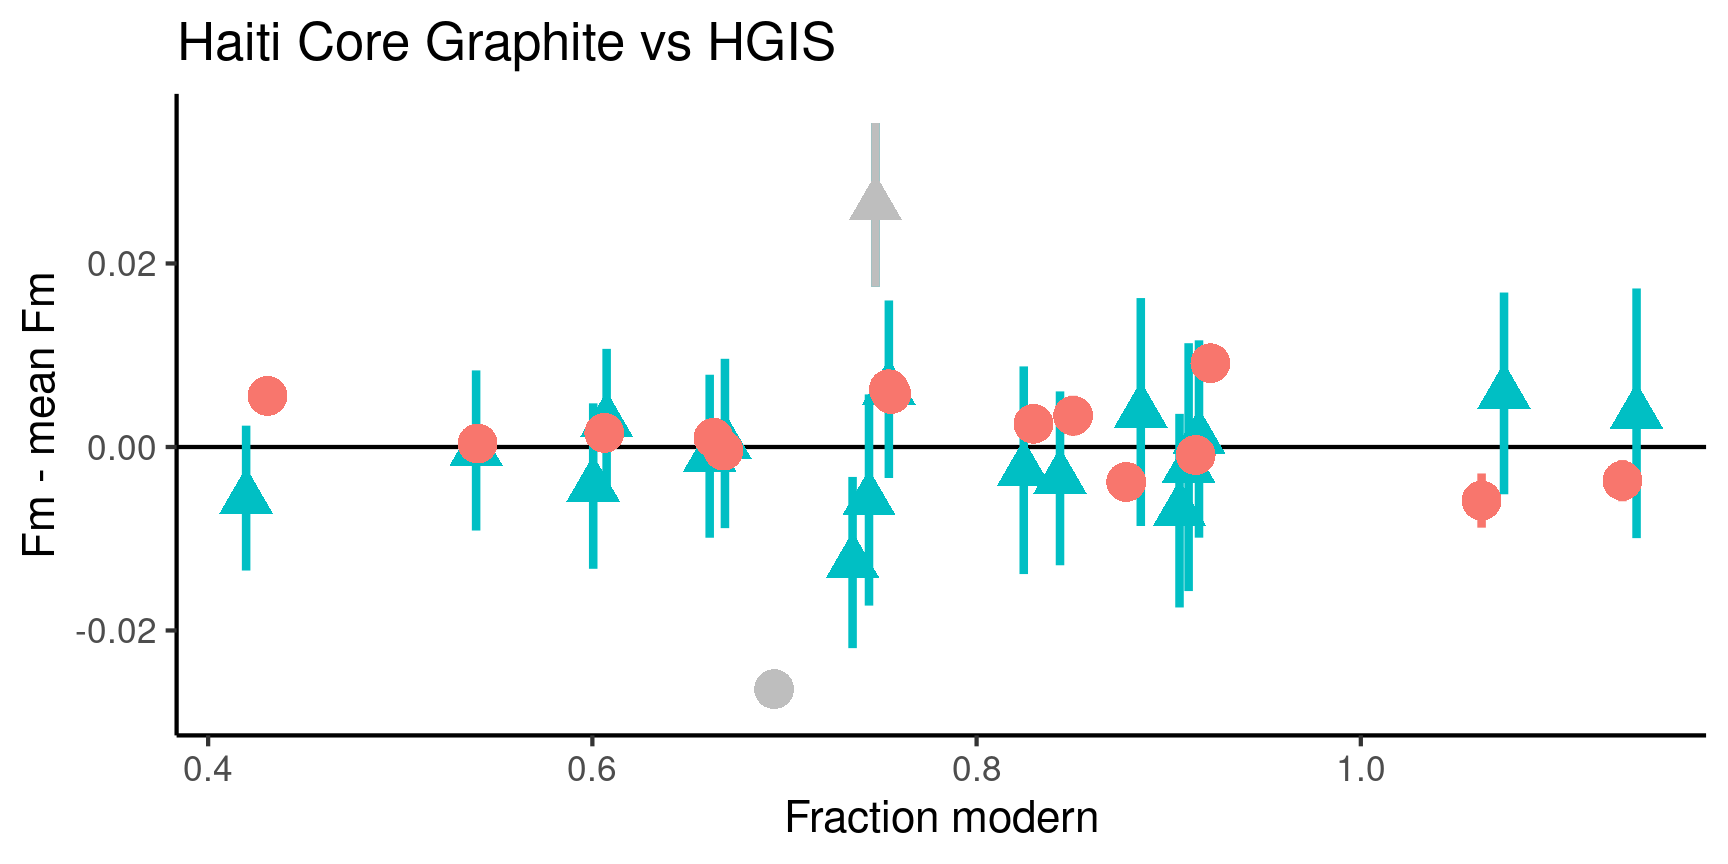 Haiti Core Graphite vs HGIS
Fm - mean Fm
0.02
0.00
-0.02
0.4 0.6 0.8 1.0
Fraction modern